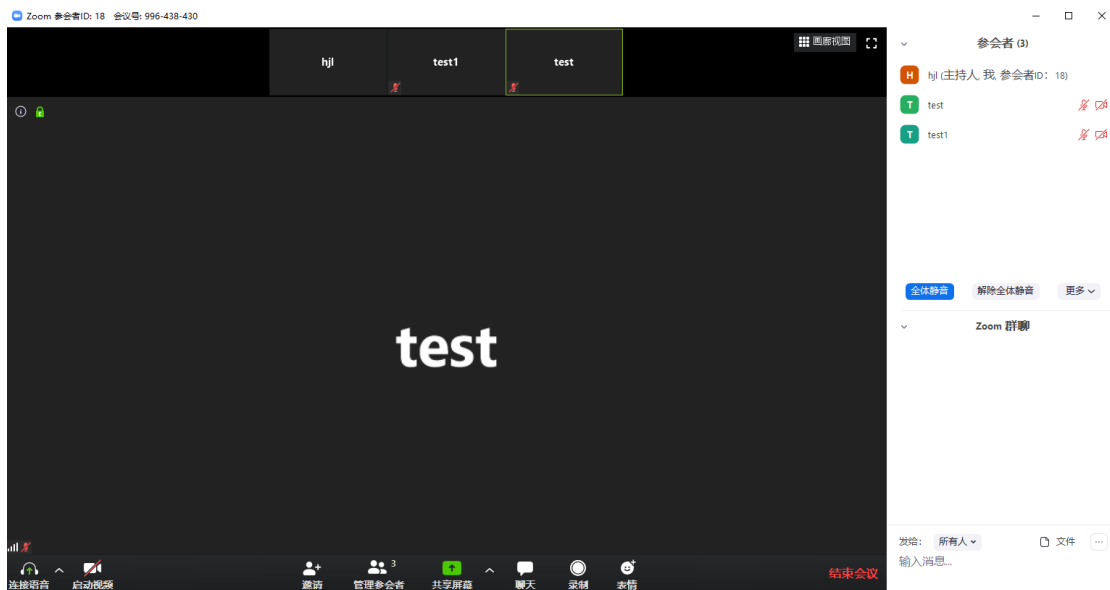 Zoom 参会者ID: 18 会议号: 996-438-430
hjl
test1
test
画廊视图
test
连接语音
启动视频
邀请
管理参会者 3
共享屏幕
聊天
录制
表情
结束会议
参会者 (3)
H hjl (主持人, 我, 参会者ID: 18)
T test
T test1
全体静音
解除全体静音
更多
Zoom 群聊
发给: 所有人
文件
输入消息...